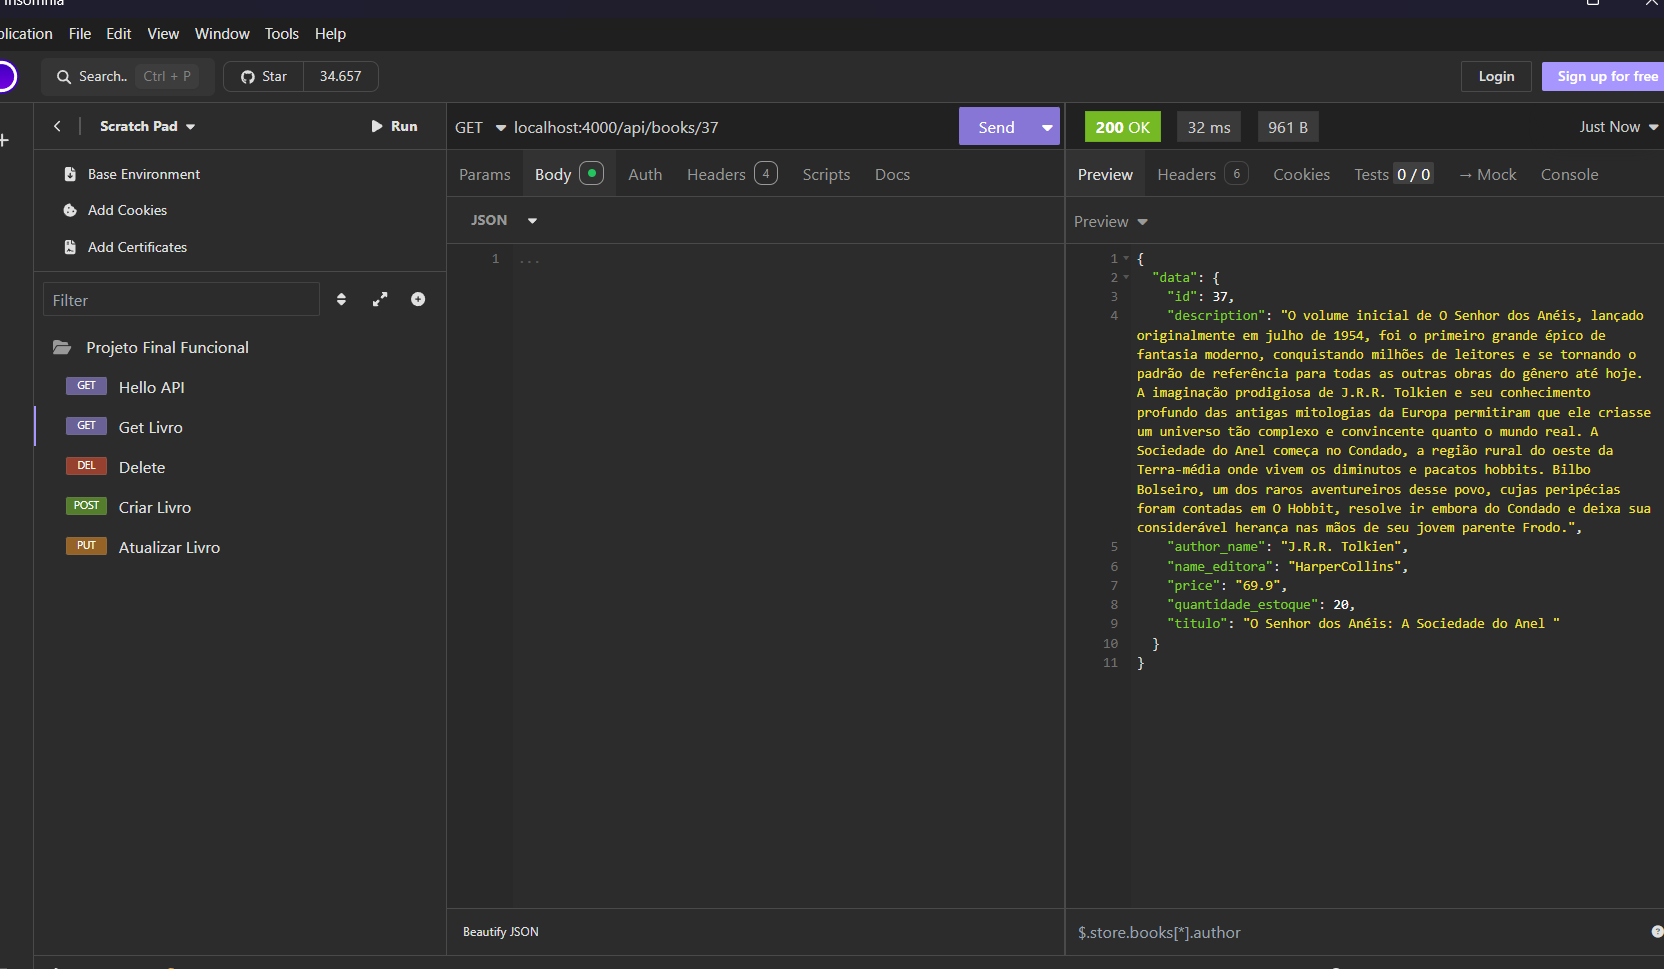 Insomnia
plication File Edit View Window Tools Help
Search.. Ctrl + P Star 34.657 Login Sign up for free
Scratch Pad Run
GET localhost:4000/api/books/37 Send
200 OK 32 ms 961 B Just Now
Base Environment
Add Cookies
Add Certificates
Filter
Projeto Final Funcional
GET Hello API
GET Get Livro
DEL Delete
POST Criar Livro
PUT Atualizar Livro
Params Body Auth Headers 4 Scripts Docs
JSON
1 ...
Beautify JSON
Preview Headers 6 Cookies Tests 0 / 0 → Mock Console
Preview
1 {
2 "data": {
3 "id": 37,
4 "description": "O volume inicial de O Senhor dos Anéis, lançado
originalmente em julho de 1954, foi o primeiro grande épico de
fantasia moderno, conquistando milhões de leitores e se tornando o
padrão de referência para todas as outras obras do gênero até hoje.
A imaginação prodigiosa de J.R.R. Tolkien e seu conhecimento
profundo das antigas mitologias da Europa permitiram que ele criasse
um universo tão complexo e convincente quanto o mundo real. A
Sociedade do Anel começa no Condado, a região rural do oeste da
Terra-média onde vivem os diminutos e pacatos hobbits. Bilbo
Bolseiro, um dos raros aventureiros desse povo, cujas peripécias
foram contadas em O Hobbit, resolve ir embora do Condado e deixa sua
considerável herança nas mãos de seu jovem parente Frodo.",
5 "author_name": "J.R.R. Tolkien",
6 "name_editora": "HarperCollins",
7 "price": "69.9",
8 "quantidade_estoque": 20,
9 "titulo": "O Senhor dos Anéis: A Sociedade do Anel "
10 }
11 }
$.store.books[*].author